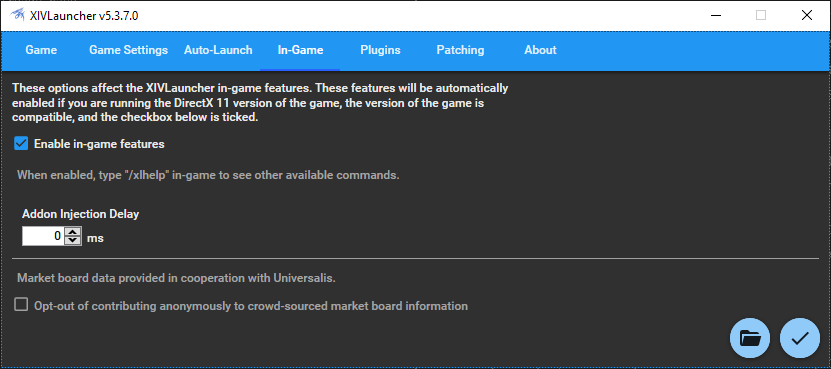 XIVLauncher v5.3.7.0
Game Game Settings Auto-Launch In-Game Plugins Patching About
These options affect the XIVLauncher in-game features. These features will be automatically
enabled if you are running the DirectX 11 version of the game, the version of the game is
compatible, and the checkbox below is ticked.
Enable in-game features
When enabled, type "/xlhelp" in-game to see other available commands.
Addon Injection Delay
0 ms
Market board data provided in cooperation with Universalis.
Opt-out of contributing anonymously to crowd-sourced market board information